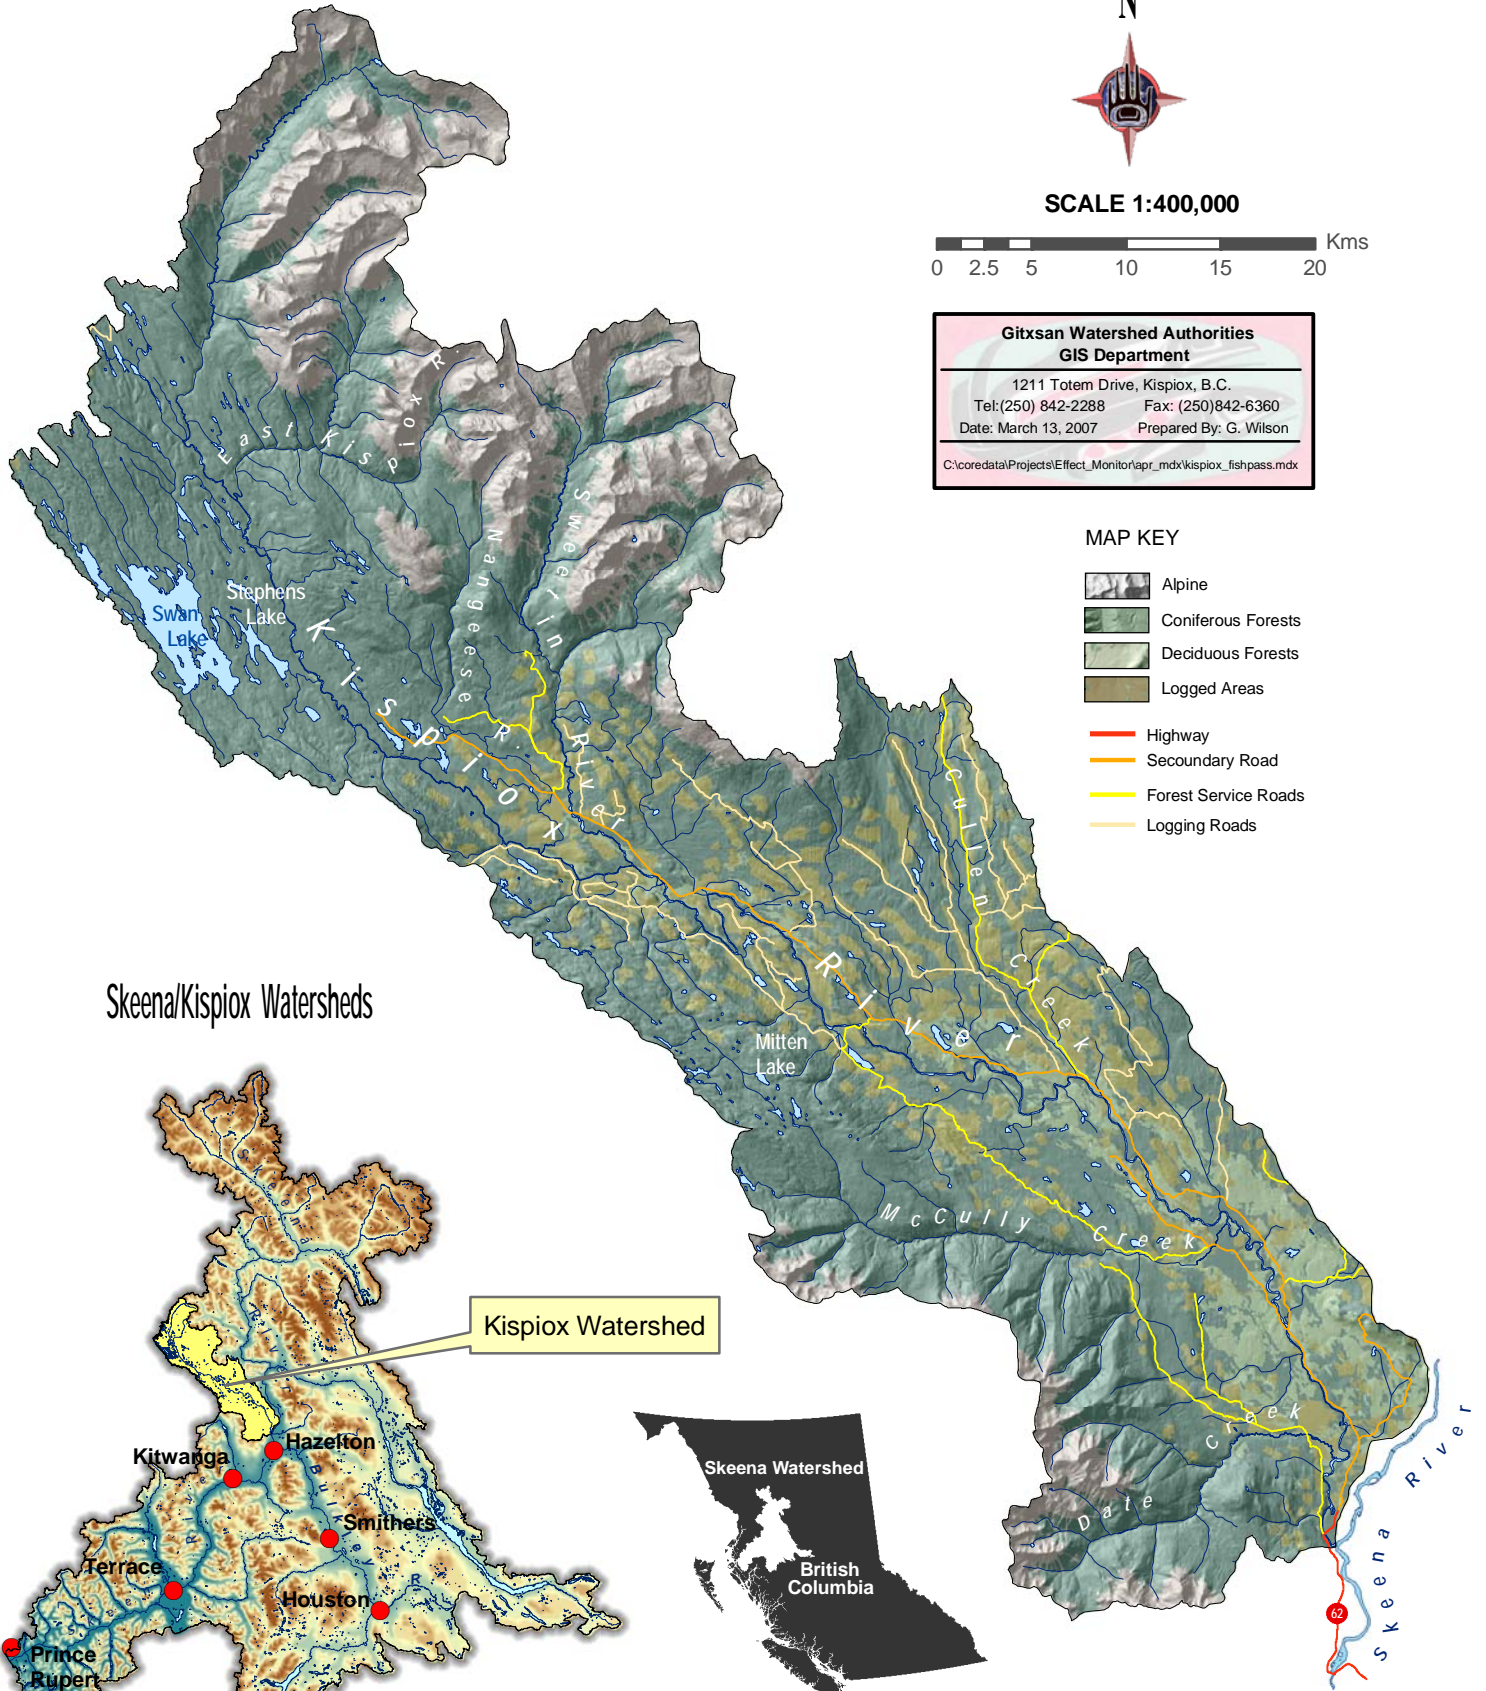 N
SCALE 1:400,000
Kms
0 2.5 5 10 15 20
Gitxsan Watershed Authorities
GIS Department
1211 Totem Drive, Kispiox, B.C.
Tel:(250) 842-2288 Fax: (250)842-6360
Date: March 13, 2007 Prepared By: G. Wilson
C:\coredata\Projects\Effect_Monitor\apr_mdx\kispiox_fishpass.mdx
MAP KEY
Alpine
Coniferous Forests
Deciduous Forests
Logged Areas
Highway
Secoundary Road
Forest Service Roads
Logging Roads
East Kispiox R.
Nangeese R.
Sweetin River
Swan
Lake
Stephens
Lake
Kispiox River
Cullen Creek
Mitten
Lake
McCully Creek
Date Creek
Skeena River
62
Skeena/Kispiox Watersheds
Skeena River
Kispiox Watershed
Hazelton
Kitwanga
Bulkley R
Smithers
Terrace
Houston
Prince
Rupert
Skeena Watershed
British
Columbia